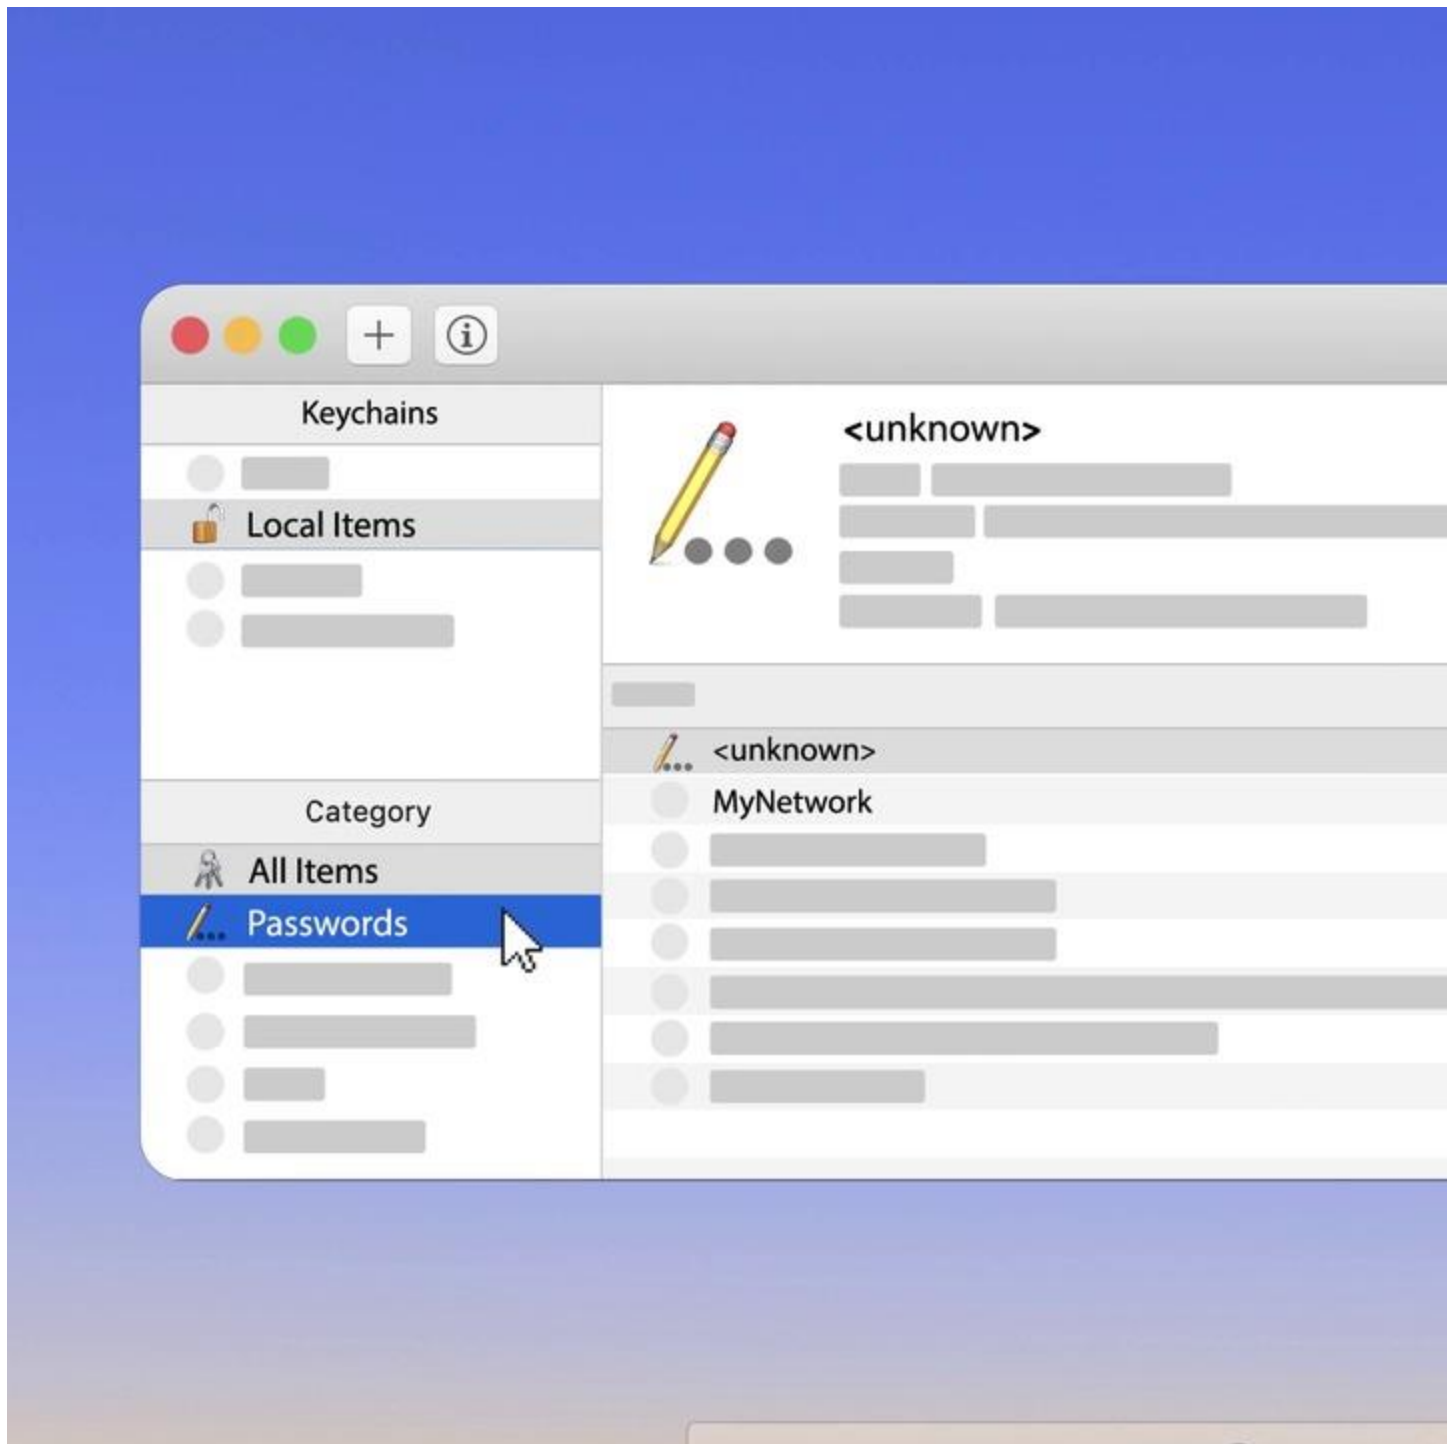 Keychains
Local Items
Category
All Items
Passwords
<unknown>
<unknown>
MyNetwork